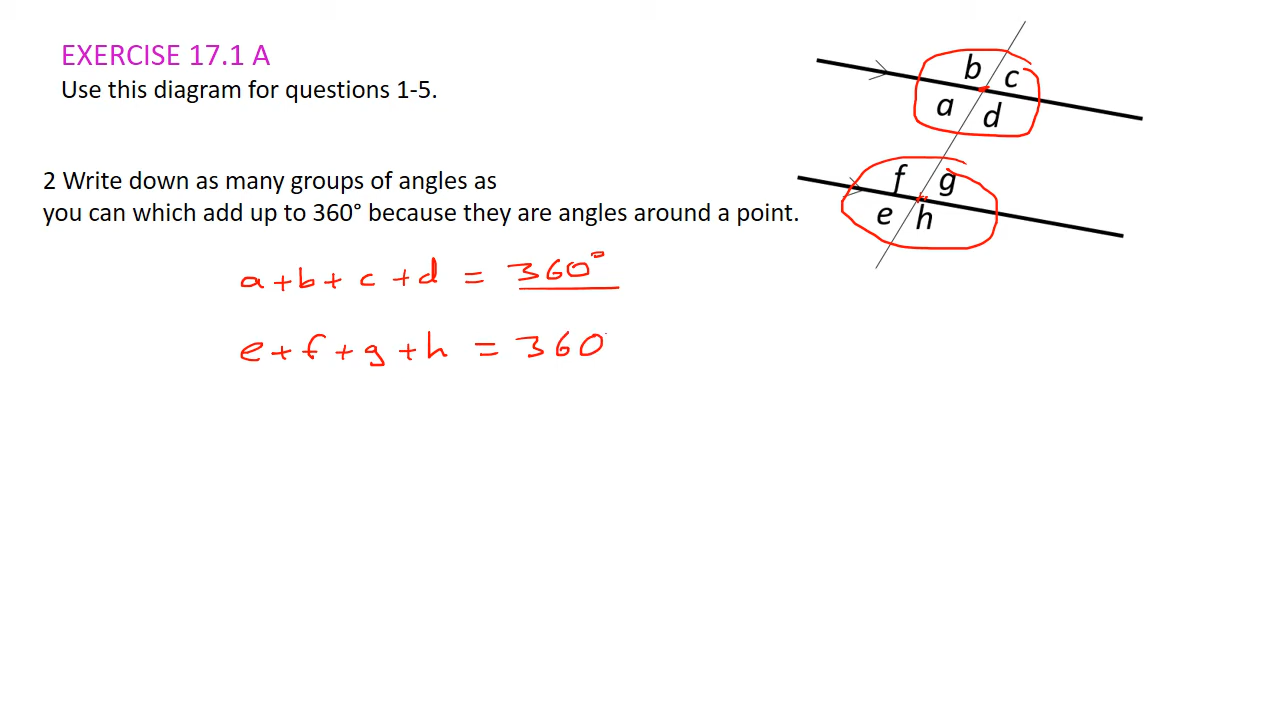 EXERCISE 17.1 A
Use this diagram for questions 1-5.
b c
a d
2 Write down as many groups of angles as
you can which add up to 360° because they are angles around a point.
f g
e h
a + b + c + d = 360°
e + f + g + h = 360